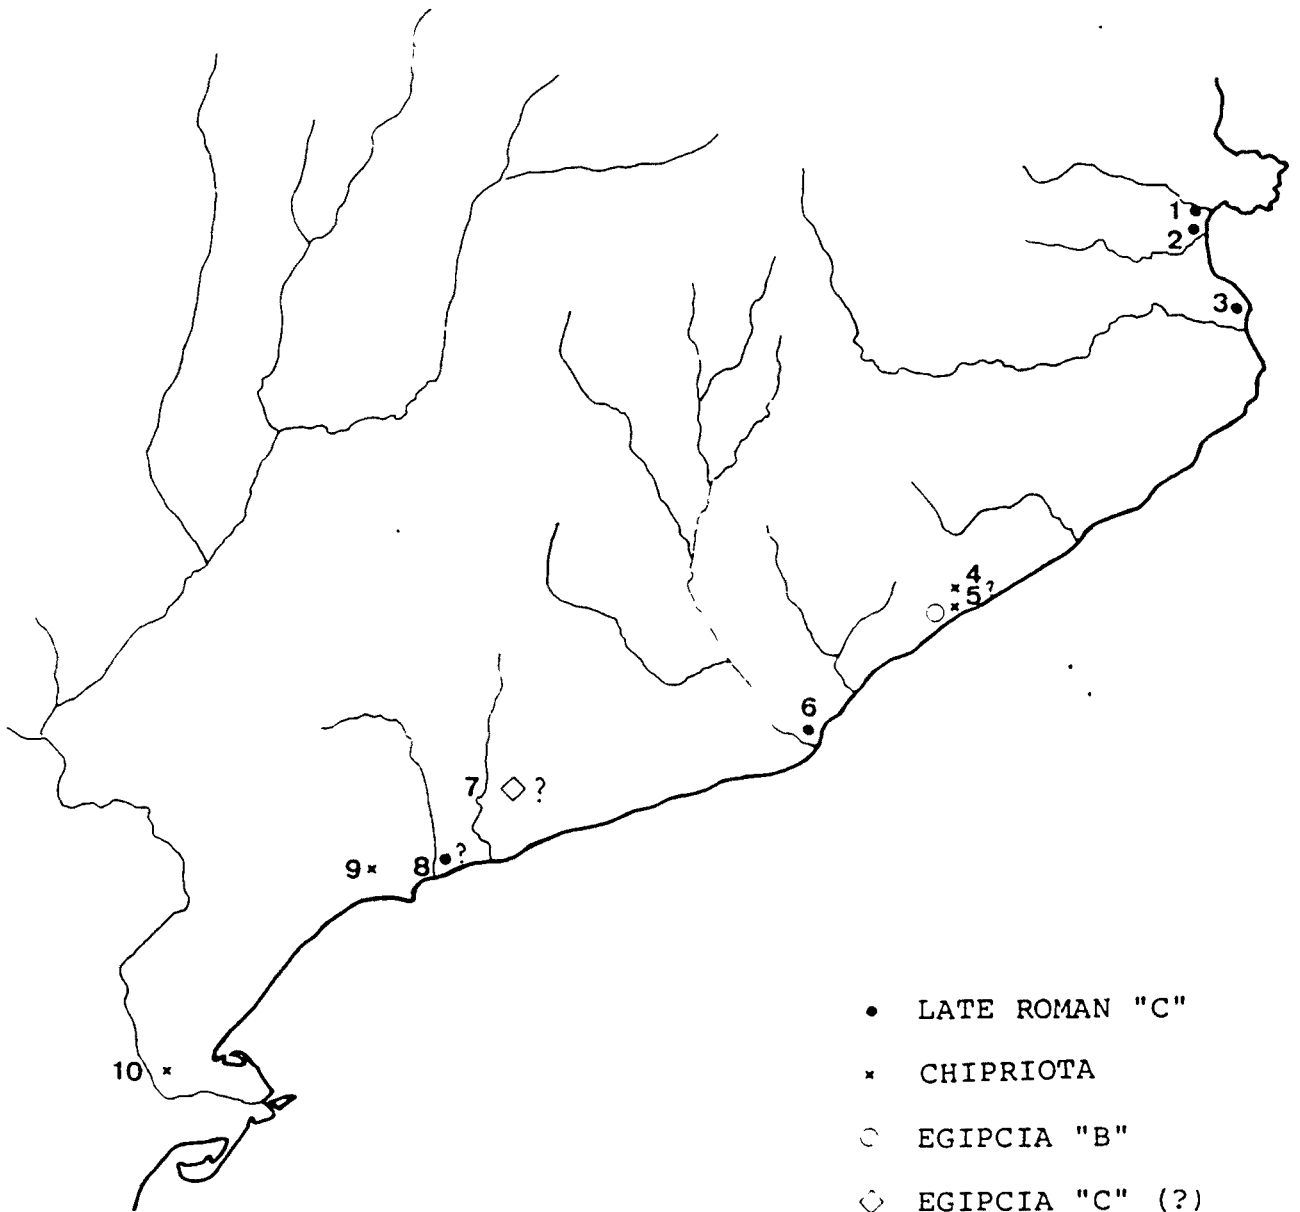 1
2
3
4
5?
6
7 ?
8 ?
9
10
LATE ROMAN "C"
CHIPRIOTA
EGIPCIA "B"
EGIPCIA "C" (?)